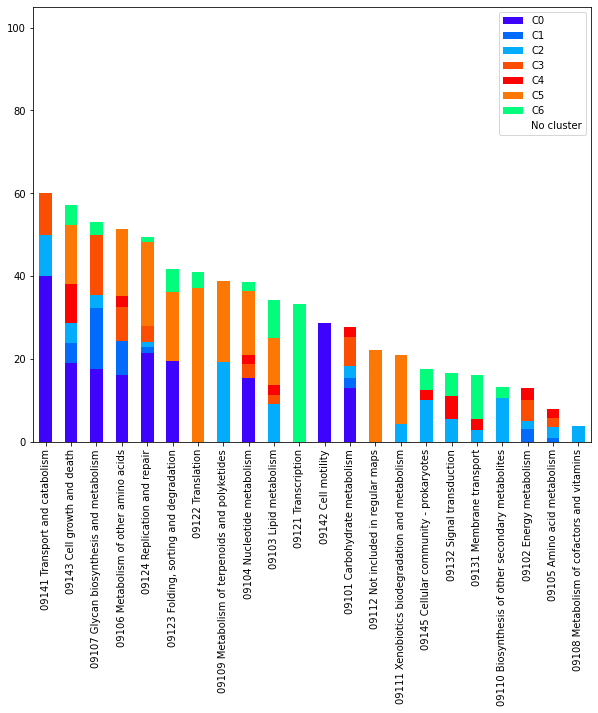 100
80
60
40
20
0
C0
C1
C2
C3
C4
C5
C6
No cluster
09141 Transport and catabolism
09143 Cell growth and death
09107 Glycan biosynthesis and metabolism
09106 Metabolism of other amino acids
09124 Replication and repair
09123 Folding, sorting and degradation
09122 Translation
09109 Metabolism of terpenoids and polyketides
09104 Nucleotide metabolism
09103 Lipid metabolism
09121 Transcription
09142 Cell motility
09101 Carbohydrate metabolism
09112 Not included in regular maps
09111 Xenobiotics biodegradation and metabolism
09145 Cellular community - prokaryotes
09132 Signal transduction
09131 Membrane transport
09110 Biosynthesis of other secondary metabolites
09102 Energy metabolism
09105 Amino acid metabolism
09108 Metabolism of cofactors and vitamins